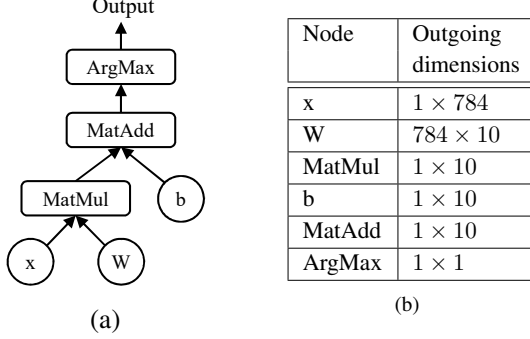 Output
ArgMax
MatAdd
MatMul
b
x
W
(a)
Node Outgoing
dimensions
x 1 × 784
W 784 × 10
MatMul 1 × 10
b 1 × 10
MatAdd 1 × 10
ArgMax 1 × 1
(b)